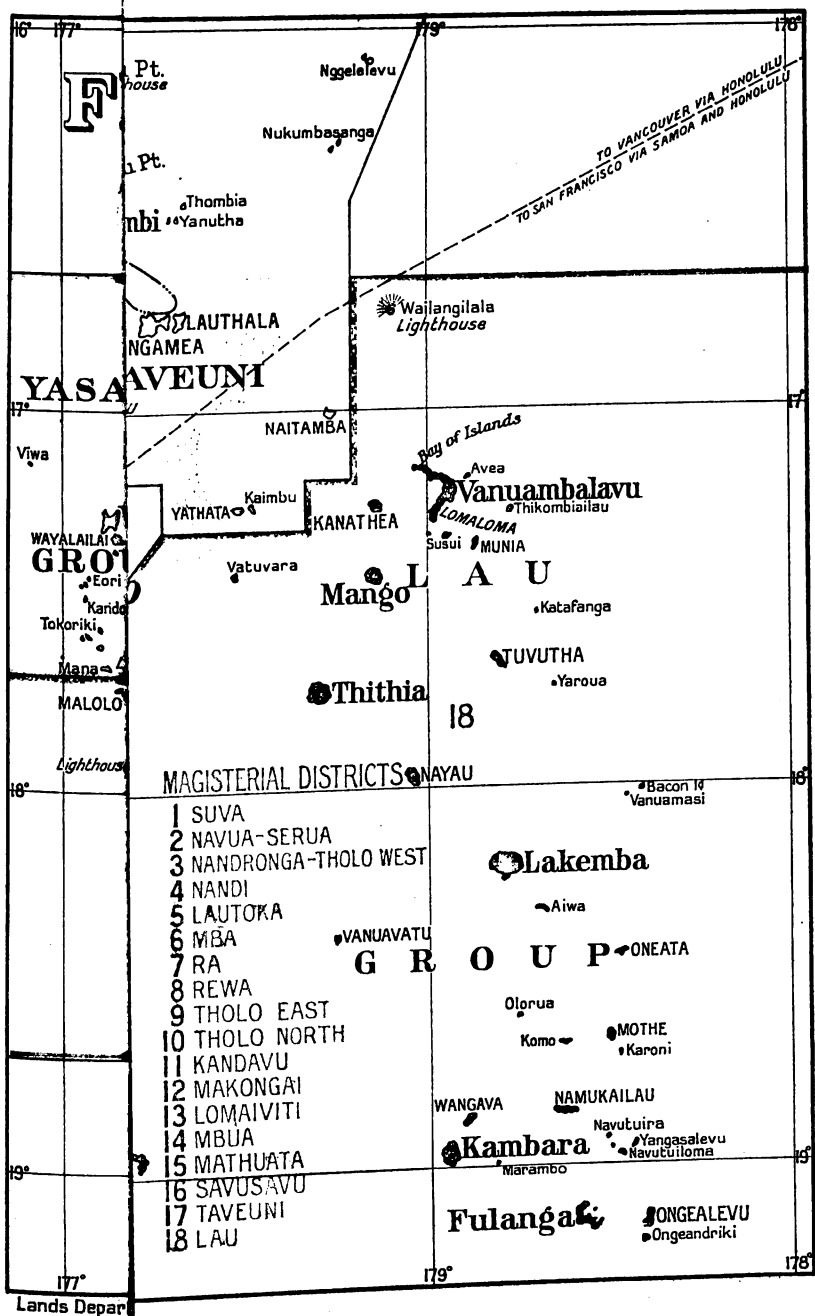 16° 177° 179° 178°
F
Pt.
house
Nggelelevu
TO VANCOUVER VIA HONOLULU
TO SAN FRANCISCO VIA SAMOA AND HONOLULU
Nukumbasanga
u Pt.
Thombia
mbi Yanutha
Wailangilala
Lighthouse
LAUTHALA
NGAMEA
YASA AVEUNI
17° 17°
NAITAMBA
Bay of Islands
Viwa
Avea
Vanuambalavu
YATHATA Kaimbu
Thikombiailau
KANATHEA
LOMALOMA
WAYALAILAI
Susui MUNIA
GROU
Vatuvara
LAU
Eori
Mango
Katafanga
Tokoriki
TUVUTHA
Mana
Yaroua
MALOLO
Thithia
18
Lighthous
MAGISTERIAL DISTRICTS
NAYAU
18° 18°
Bacon Id
Vanuamasi
1 SUVA
2 NAVUA-SERUA
3 NANDRONGA-THOLO WEST
4 NANDI
5 LAUTOKA
6 MBA
7 RA
8 REWA
9 THOLO EAST
10 THOLO NORTH
11 KANDAVU
12 MAKONGAI
13 LOMAIVITI
14 MBUA
15 MATHUATA
16 SAVUSAVU
17 TAVEUNI
18 LAU
Lakemba
Aiwa
VANUAVATU
GROUP
ONEATA
Olorua
MOTHE
Komo
Karoni
NAMUKAILAU
WANGAVA
Navutuira
Yangasalevu
Kambara
Navutuiloma
19° 19°
Marambo
Fulanga
ONGEALEVU
Ongeandriki
177° 179° 178°
Lands Depar